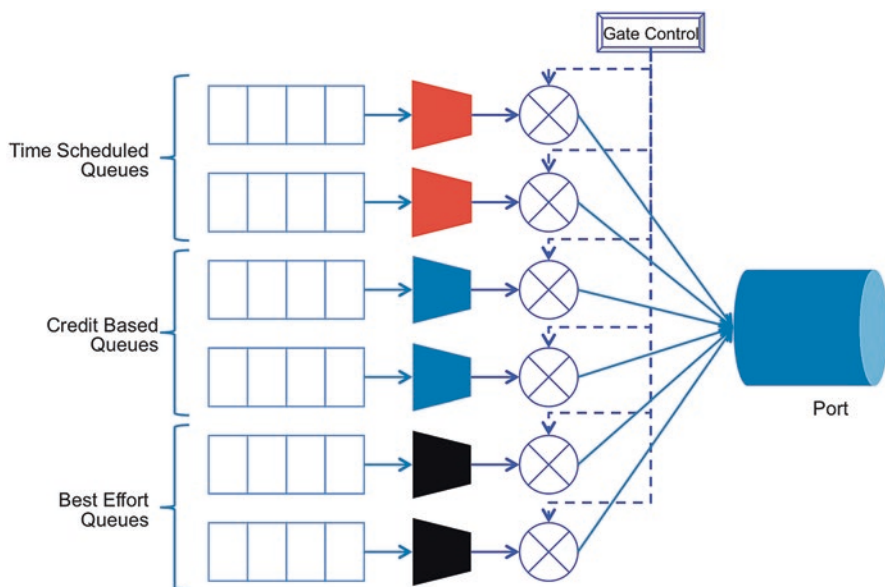 Gate Control
Time Scheduled
Queues
Credit Based
Queues
Port
Best Effort
Queues